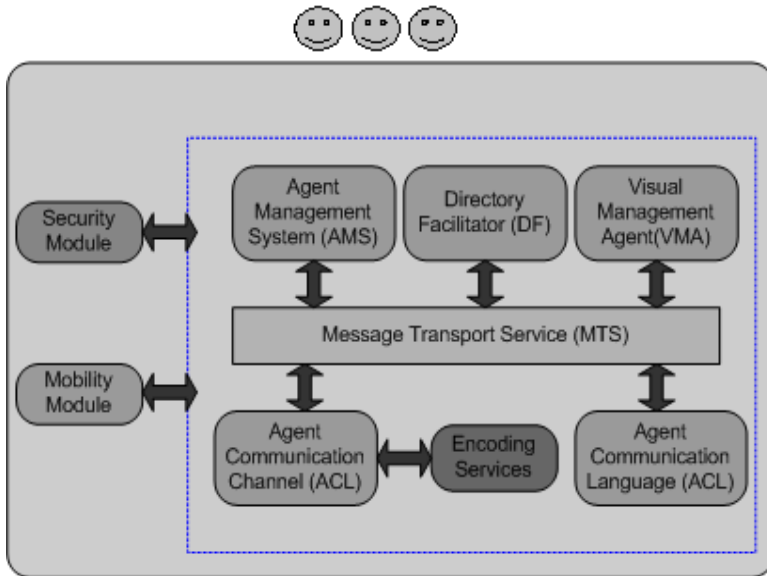 Agent
Management
System (AMS)
Directory
Facilitator (DF)
Visual
Management
Agent(VMA)
Security
Module
Message Transport Service (MTS)
Mobility
Module
Agent
Communication
Channel (ACL)
Encoding
Services
Agent
Communication
Language (ACL)